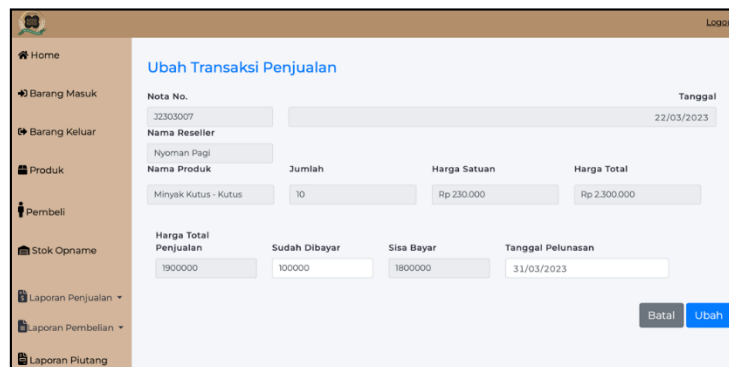 Logou
Home
Ubah Transaksi Penjualan
Barang Masuk
Nota No. Tanggal
J2303007 22/03/2023
Barang Keluar
Nama Reseller
Nyoman Pagi
Produk
Nama Produk Jumlah Harga Satuan Harga Total
Minyak Kutus - Kutus 10 Rp 230.000 Rp 2.300.000
Pembeli
Harga Total
Penjualan Sudah Dibayar Sisa Bayar Tanggal Pelunasan
Stok Opname
1900000 100000 1800000 31/03/2023
Laporan Penjualan
Batal Ubah
Laporan Pembelian
Laporan Piutang